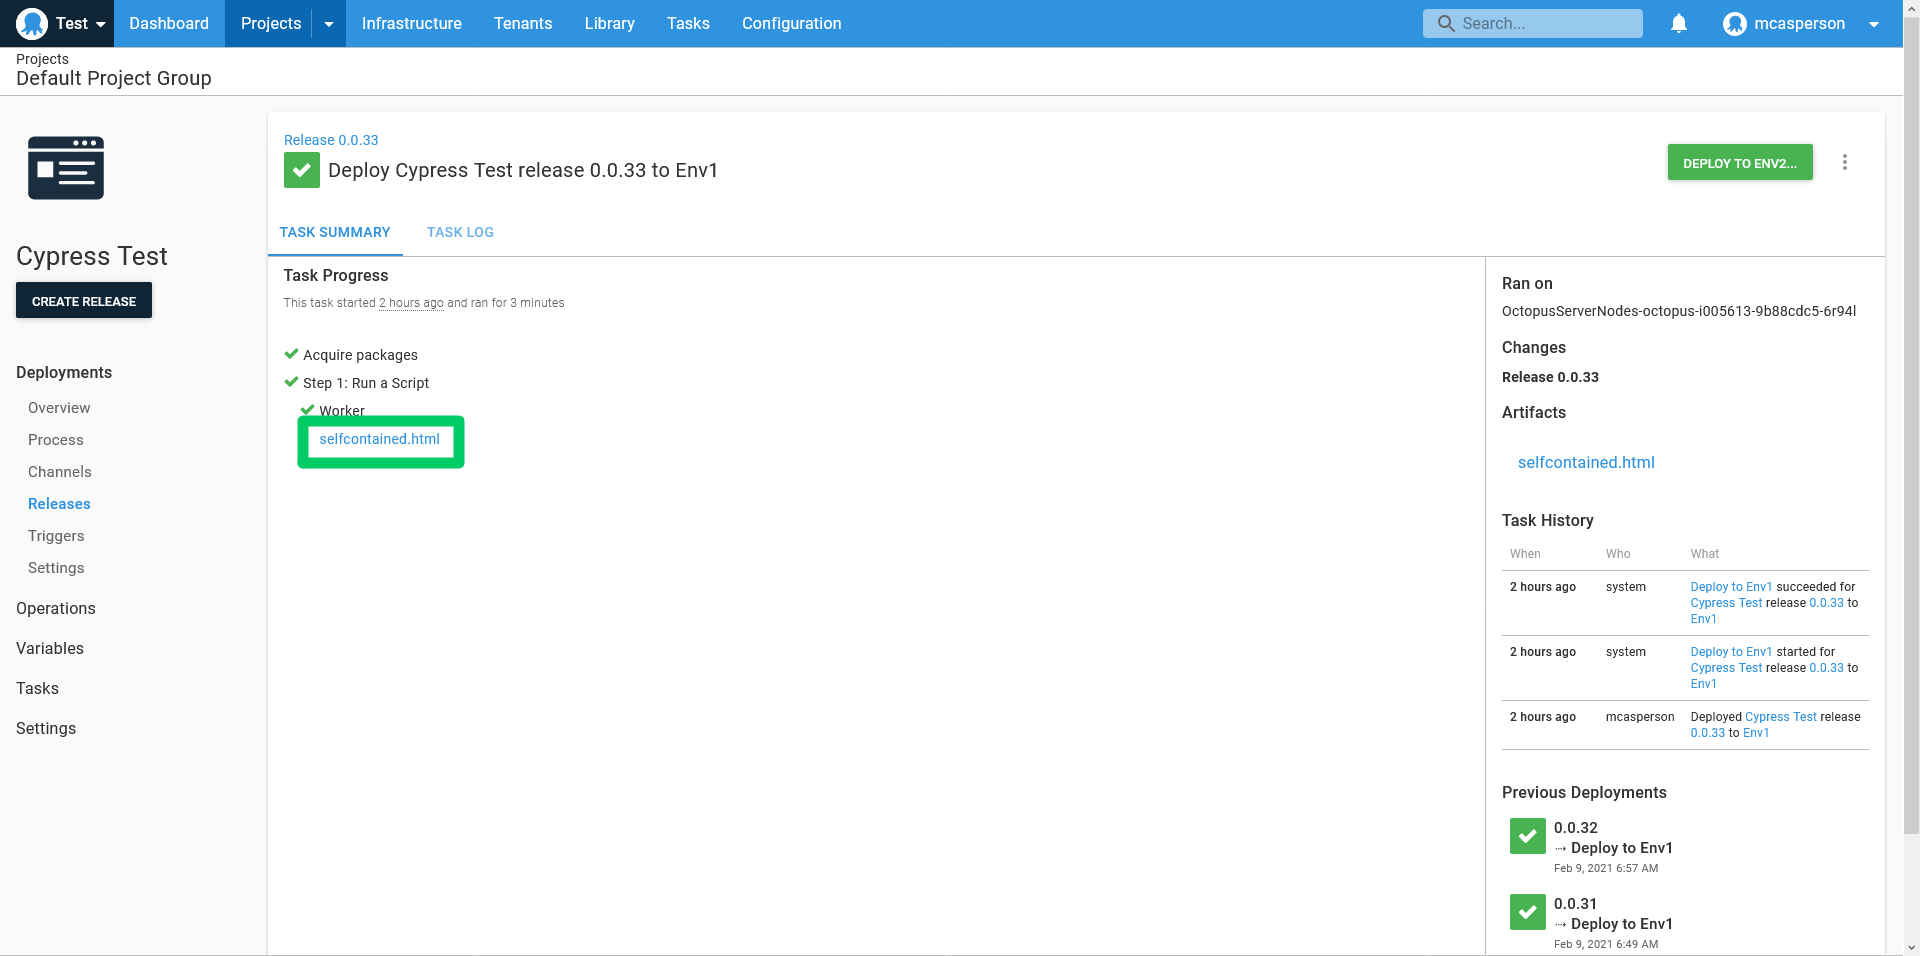 Test
Dashboard
Projects
Infrastructure
Tenants
Library
Tasks
Configuration
Search...
mcasperson
Projects
Default Project Group
Cypress Test
CREATE RELEASE
Deployments
Overview
Process
Channels
Releases
Triggers
Settings
Operations
Variables
Tasks
Settings
Release 0.0.33
Deploy Cypress Test release 0.0.33 to Env1
DEPLOY TO ENV2...
TASK SUMMARY
TASK LOG
Task Progress
This task started 2 hours ago and ran for 3 minutes
Acquire packages
Step 1: Run a Script
Worker
selfcontained.html
Ran on
OctopusServerNodes-octopus-i005613-9b88cdc5-6r94l
Changes
Release 0.0.33
Artifacts
selfcontained.html
Task History
When Who What
2 hours ago system Deploy to Env1 succeeded for
Cypress Test release 0.0.33 to
Env1
2 hours ago system Deploy to Env1 started for
Cypress Test release 0.0.33 to
Env1
2 hours ago mcasperson Deployed Cypress Test release
0.0.33 to Env1
Previous Deployments
0.0.32
⇢ Deploy to Env1
Feb 9, 2021 6:57 AM
0.0.31
⇢ Deploy to Env1
Feb 9, 2021 6:49 AM